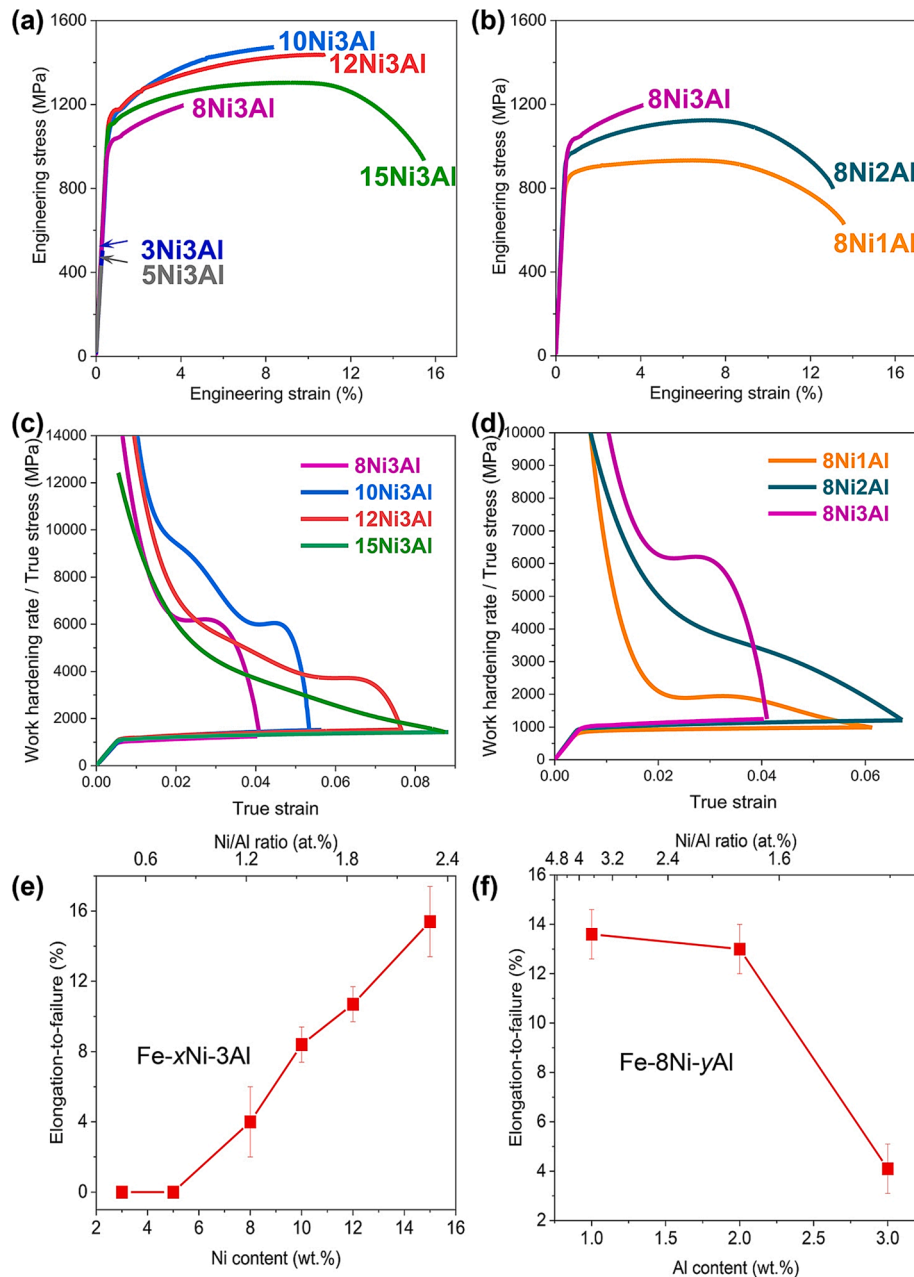 (a)
1600
1200
800
400
0
Engineering stress (MPa)
10Ni3Al
12Ni3Al
8Ni3Al
15Ni3Al
3Ni3Al
5Ni3Al
0 4 8 12 16
Engineering strain (%)
(b)
1600
1200
800
400
0
Engineering stress (MPa)
8Ni3Al
8Ni2Al
8Ni1Al
0 4 8 12 16
Engineering strain (%)
(c)
14000
12000
10000
8000
6000
4000
2000
0
Work hardening rate / True stress (MPa)
8Ni3Al
10Ni3Al
12Ni3Al
15Ni3Al
0.00 0.02 0.04 0.06 0.08
True strain
(d)
10000
9000
8000
7000
6000
5000
4000
3000
2000
1000
0
Work hardening rate / True stress (MPa)
8Ni1Al
8Ni2Al
8Ni3Al
0.00 0.02 0.04 0.06
True strain
(e)
Ni/Al ratio (at.%)
0.6 1.2 1.8 2.4
16
12
8
4
0
Elongation-to-failure (%)
Fe-xNi-3Al
2 4 6 8 10 12 14 16
Ni content (wt.%)
(f)
Ni/Al ratio (at.%)
4.8 4 3.2 2.4 1.6
16
14
12
10
8
6
4
2
Elongation-to-failure (%)
Fe-8Ni-yAl
1.0 1.5 2.0 2.5 3.0
Al content (wt.%)